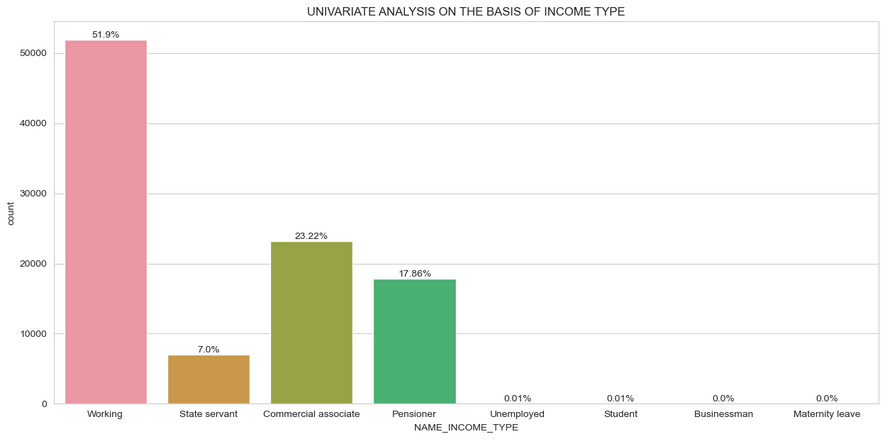 UNIVARIATE ANALYSIS ON THE BASIS OF INCOME TYPE
51.9%
50000
40000
30000
count
23.22%
20000
17.86%
10000
7.0%
0.01%
0.01%
0.0%
0.0%
0
Working
State servant
Commercial associate
Pensioner
Unemployed
Student
Businessman
Maternity leave
NAME_INCOME_TYPE